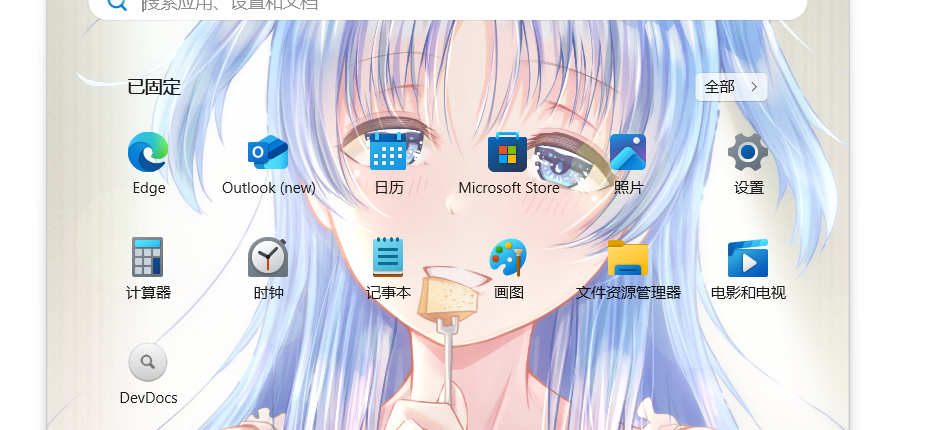 搜索应用、设置和文档
已固定
全部
Edge
Outlook (new)
日历
Microsoft Store
照片
设置
计算器
时钟
记事本
画图
文件资源管理器
电影和电视
DevDocs